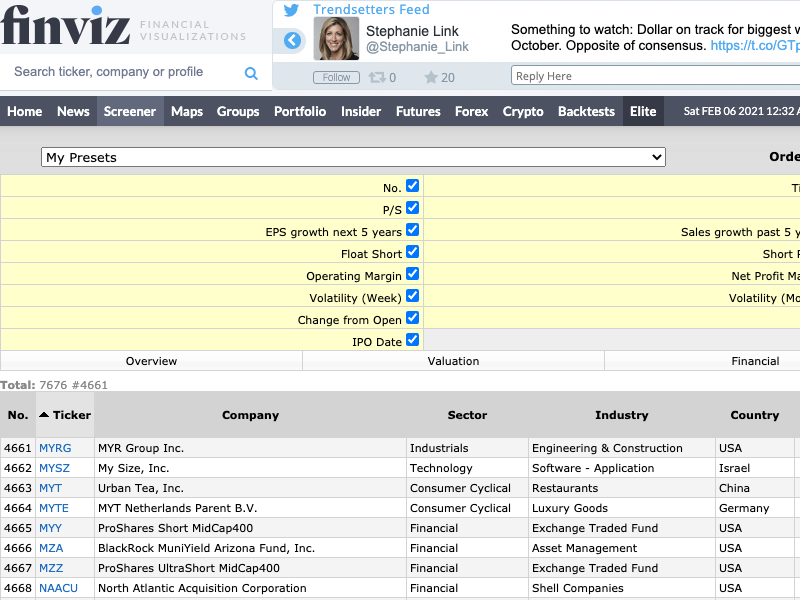 finviz FINANCIAL VISUALIZATIONS
Trendsetters Feed
Stephanie Link
@Stephanie_Link
Something to watch: Dollar on track for biggest w
October. Opposite of consensus. https://t.co/GTp
Follow 0 20 Reply Here
Search ticker, company or profile
Home News Screener Maps Groups Portfolio Insider Futures Forex Crypto Backtests Elite Sat FEB 06 2021 12:32 A
My Presets Orde
No. Ti
P/S
EPS growth next 5 years Sales growth past 5 y
Float Short Short R
Operating Margin Net Profit Ma
Volatility (Week) Volatility (Mo
Change from Open
IPO Date
Overview Valuation Financial
Total: 7676 #4661
No. Ticker Company Sector Industry Country
4661 MYRG MYR Group Inc. Industrials Engineering & Construction USA
4662 MYSZ My Size, Inc. Technology Software - Application Israel
4663 MYT Urban Tea, Inc. Consumer Cyclical Restaurants China
4664 MYTE MYT Netherlands Parent B.V. Consumer Cyclical Luxury Goods Germany
4665 MYY ProShares Short MidCap400 Financial Exchange Traded Fund USA
4666 MZA BlackRock MuniYield Arizona Fund, Inc. Financial Asset Management USA
4667 MZZ ProShares UltraShort MidCap400 Financial Exchange Traded Fund USA
4668 NAACU North Atlantic Acquisition Corporation Financial Shell Companies USA